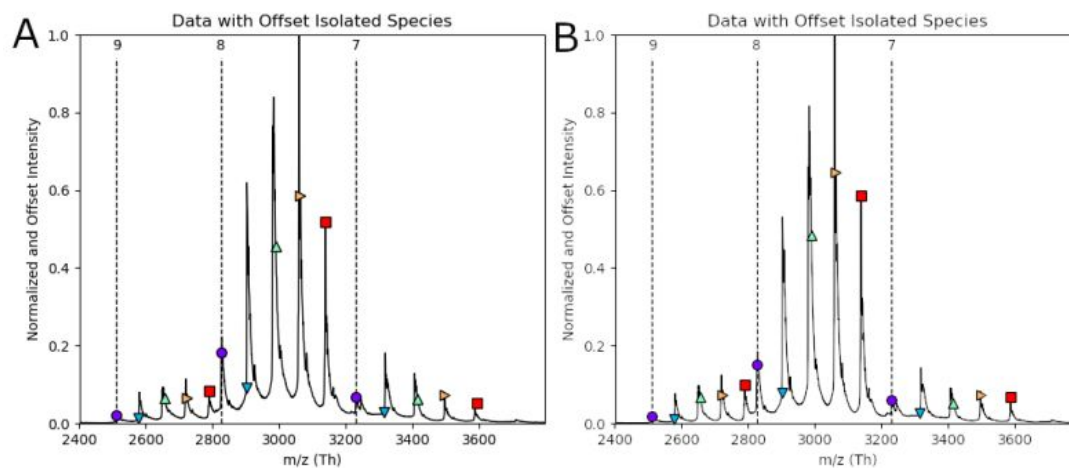 A
Data with Offset Isolated Species
9 8 7
Normalized and Offset Intensity
1.0
0.8
0.6
0.4
0.2
0.0
2400 2600 2800 3000 3200 3400 3600
m/z (Th)
B
Data with Offset Isolated Species
9 8 7
Normalized and Offset Intensity
1.0
0.8
0.6
0.4
0.2
0.0
2400 2600 2800 3000 3200 3400 3600
m/z (Th)